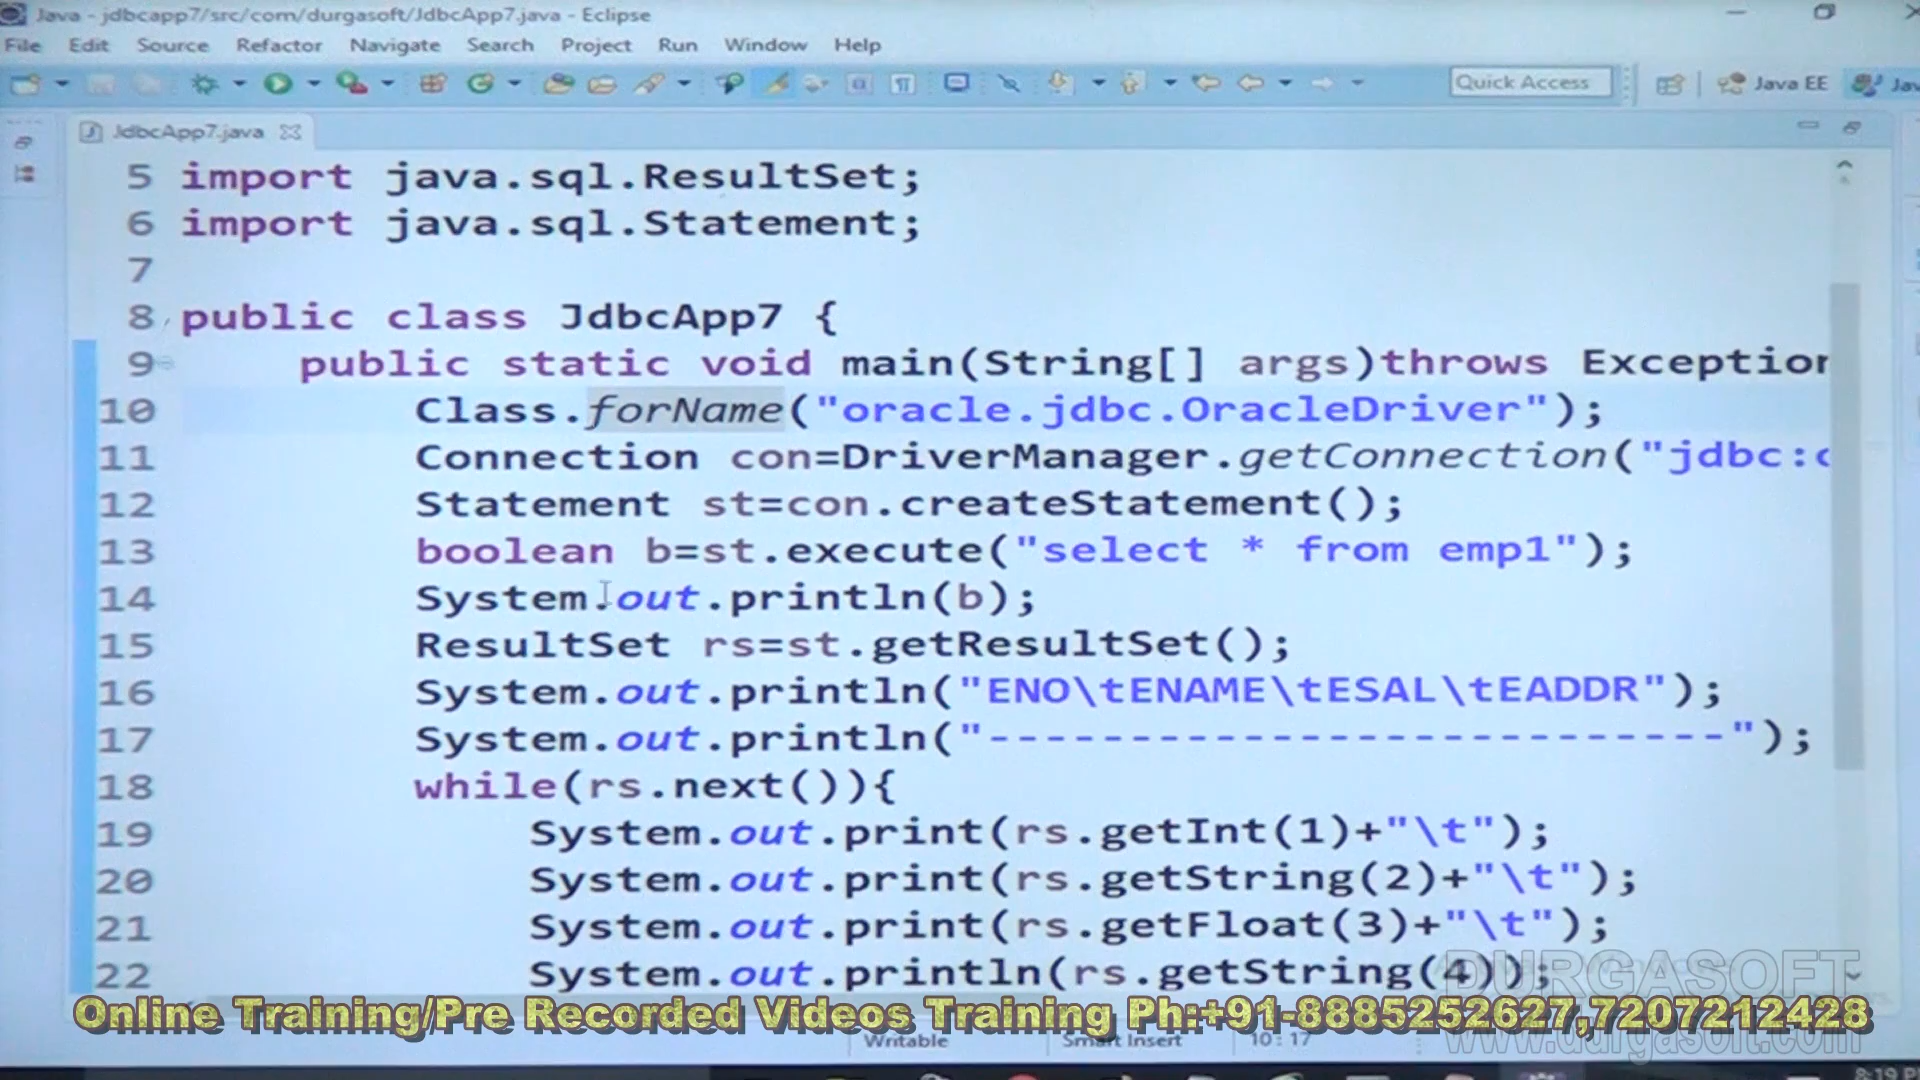 Java - jdbcapp7/src/com/durgasoft/JdbcApp7.java - Eclipse
File Edit Source Refactor Navigate Search Project Run Window Help
Quick Access Java EE
JdbcApp7.java
5 import java.sql.ResultSet;
6 import java.sql.Statement;
7
8 public class JdbcApp7 {
9 public static void main(String[] args)throws Exception
10 Class.forName("oracle.jdbc.OracleDriver");
11 Connection con=DriverManager.getConnection("jdbc:
12 Statement st=con.createStatement();
13 boolean b=st.execute("select * from emp1");
14 System.out.println(b);
15 ResultSet rs=st.getResultSet();
16 System.out.println("ENO\tENAME\tESAL\tEADDR");
17 System.out.println("--------------------------");
18 while(rs.next()){
19 System.out.print(rs.getInt(1)+"\t");
20 System.out.print(rs.getString(2)+"\t");
21 System.out.print(rs.getFloat(3)+"\t");
22 System.out.println(rs.getString(4));
DURGASOFT
Online Training/Pre Recorded Videos Training Ph:+91-8885252627,7207212428
www.durgasoft.com
Writable Smart Insert 10:17